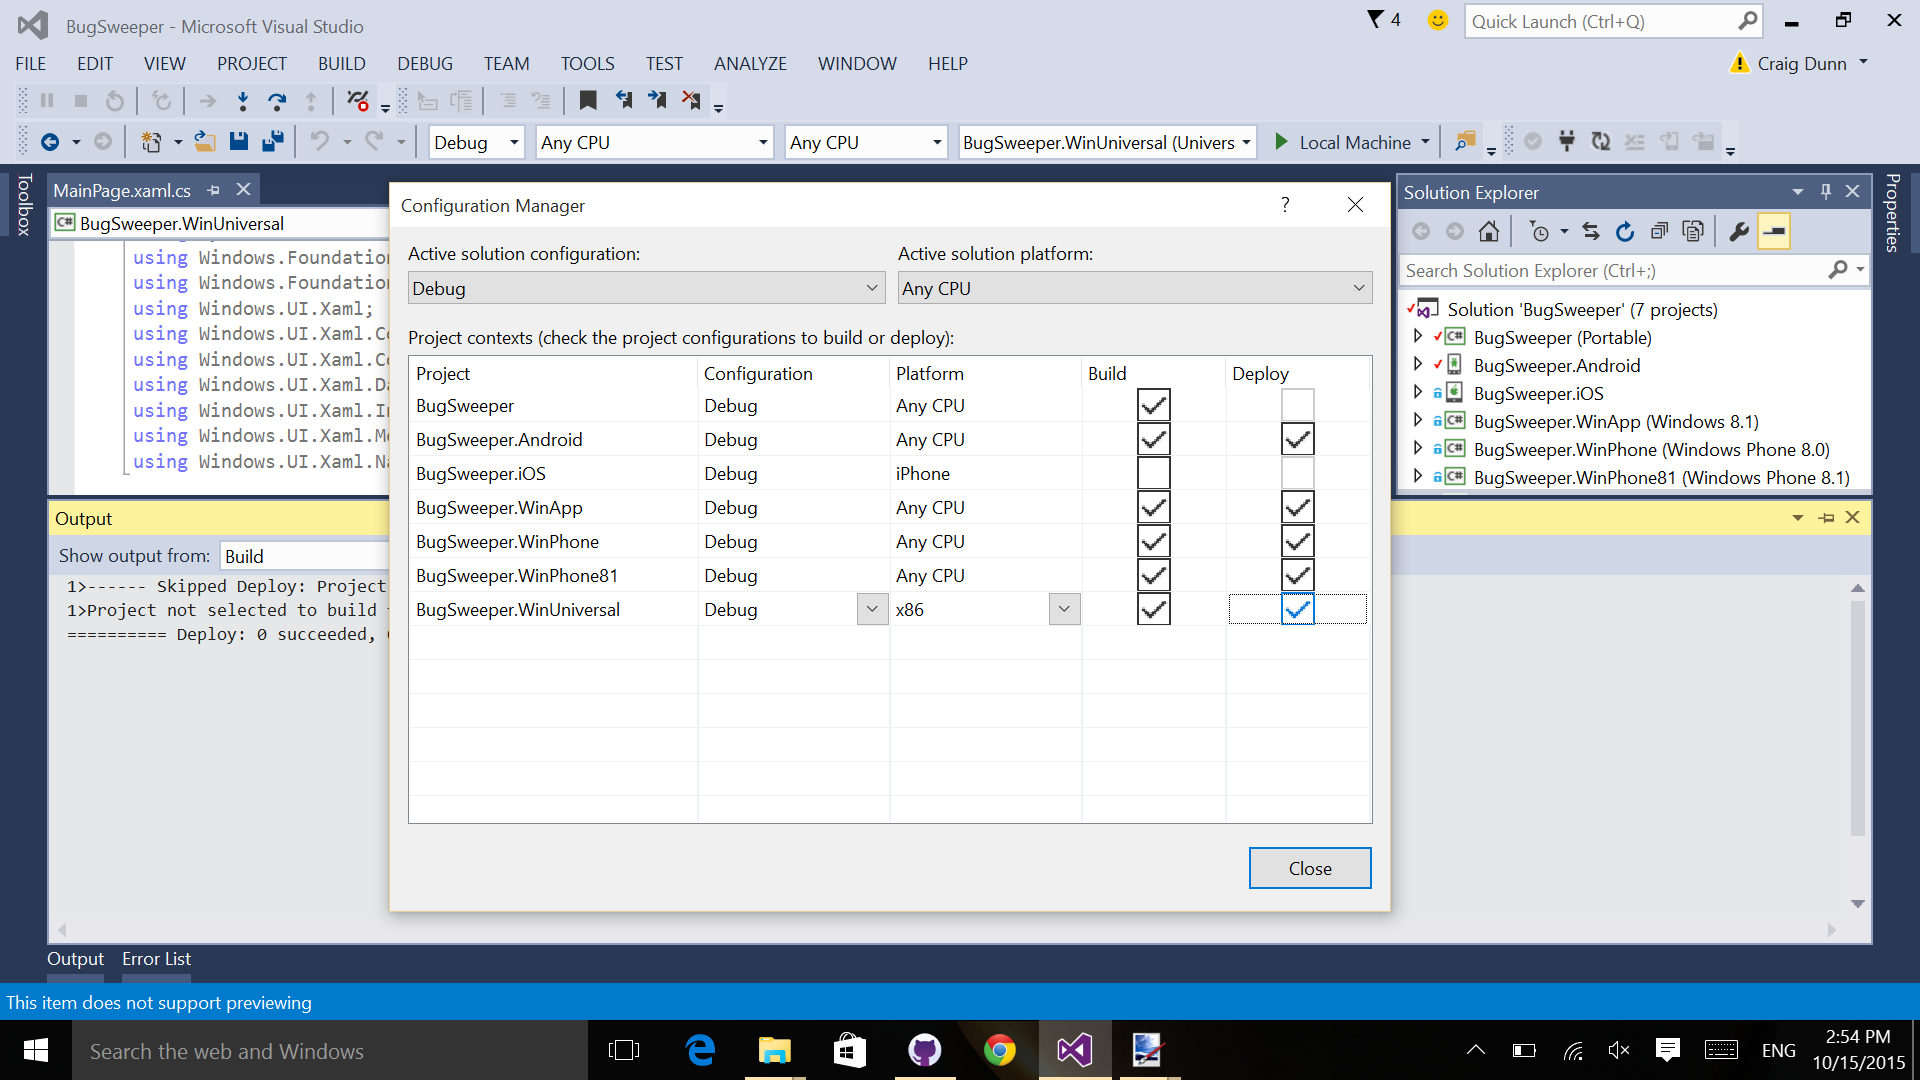 BugSweeper - Microsoft Visual Studio
4
Quick Launch (Ctrl+Q)
FILE EDIT VIEW PROJECT BUILD DEBUG TEAM TOOLS TEST ANALYZE WINDOW HELP
Craig Dunn
Debug
Any CPU
Any CPU
BugSweeper.WinUniversal (Univers
Local Machine
Toolbox
MainPage.xaml.cs
C# BugSweeper.WinUniversal
using Windows.Foundation
using Windows.Foundation
using Windows.UI.Xaml;
using Windows.UI.Xaml.Co
using Windows.UI.Xaml.Co
using Windows.UI.Xaml.Da
using Windows.UI.Xaml.In
using Windows.UI.Xaml.Me
using Windows.UI.Xaml.Na
Configuration Manager
?
Active solution configuration:
Active solution platform:
Debug
Any CPU
Project contexts (check the project configurations to build or deploy):
Project Configuration Platform Build Deploy
BugSweeper Debug Any CPU
BugSweeper.Android Debug Any CPU
BugSweeper.iOS Debug iPhone
BugSweeper.WinApp Debug Any CPU
BugSweeper.WinPhone Debug Any CPU
BugSweeper.WinPhone81 Debug Any CPU
BugSweeper.WinUniversal Debug x86
Close
Solution Explorer
Search Solution Explorer (Ctrl+;)
Solution 'BugSweeper' (7 projects)
C# BugSweeper (Portable)
BugSweeper.Android
BugSweeper.iOS
C# BugSweeper.WinApp (Windows 8.1)
C# BugSweeper.WinPhone (Windows Phone 8.0)
C# BugSweeper.WinPhone81 (Windows Phone 8.1)
Properties
Output
Show output from: Build
1>------ Skipped Deploy: Project
1>Project not selected to build
========== Deploy: 0 succeeded,
Output Error List
This item does not support previewing
Search the web and Windows
ENG
2:54 PM
10/15/2015